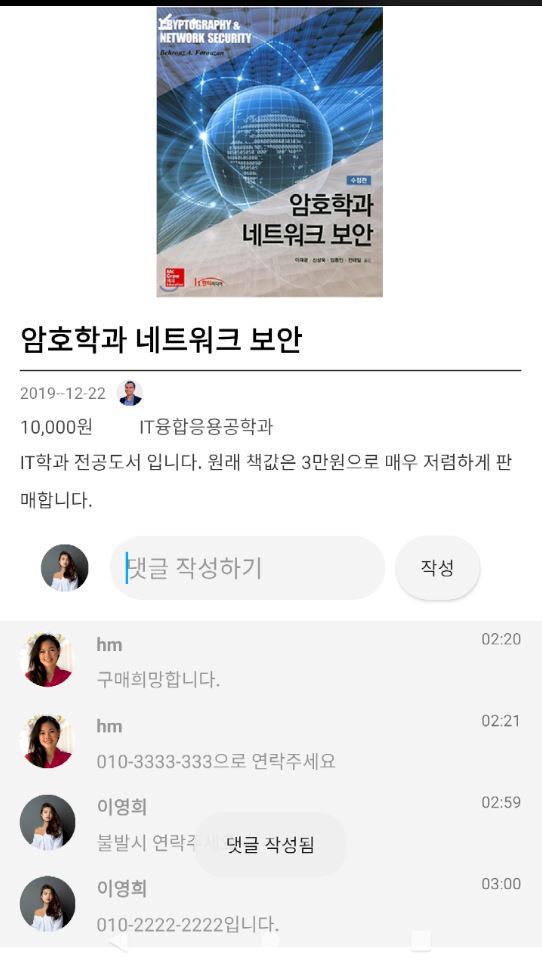 CRYPTOGRAPHY &
NETWORK SECURITY
Behrouz A. Forouzan
수정판
암호학과
네트워크 보안
Mc
Graw
Hill
Education
암호학과 네트워크 보안
2019--12-22
10,000원 IT융합응용공학과
IT학과 전공도서 입니다. 원래 책값은 3만원으로 매우 저렴하게 판
매합니다.
댓글 작성하기 작성
hm 02:20
구매희망합니다.
hm 02:21
010-3333-333으로 연락주세요
이영희 02:59
불발시 연락주세요
댓글 작성됨
이영희 03:00
010-2222-2222입니다.